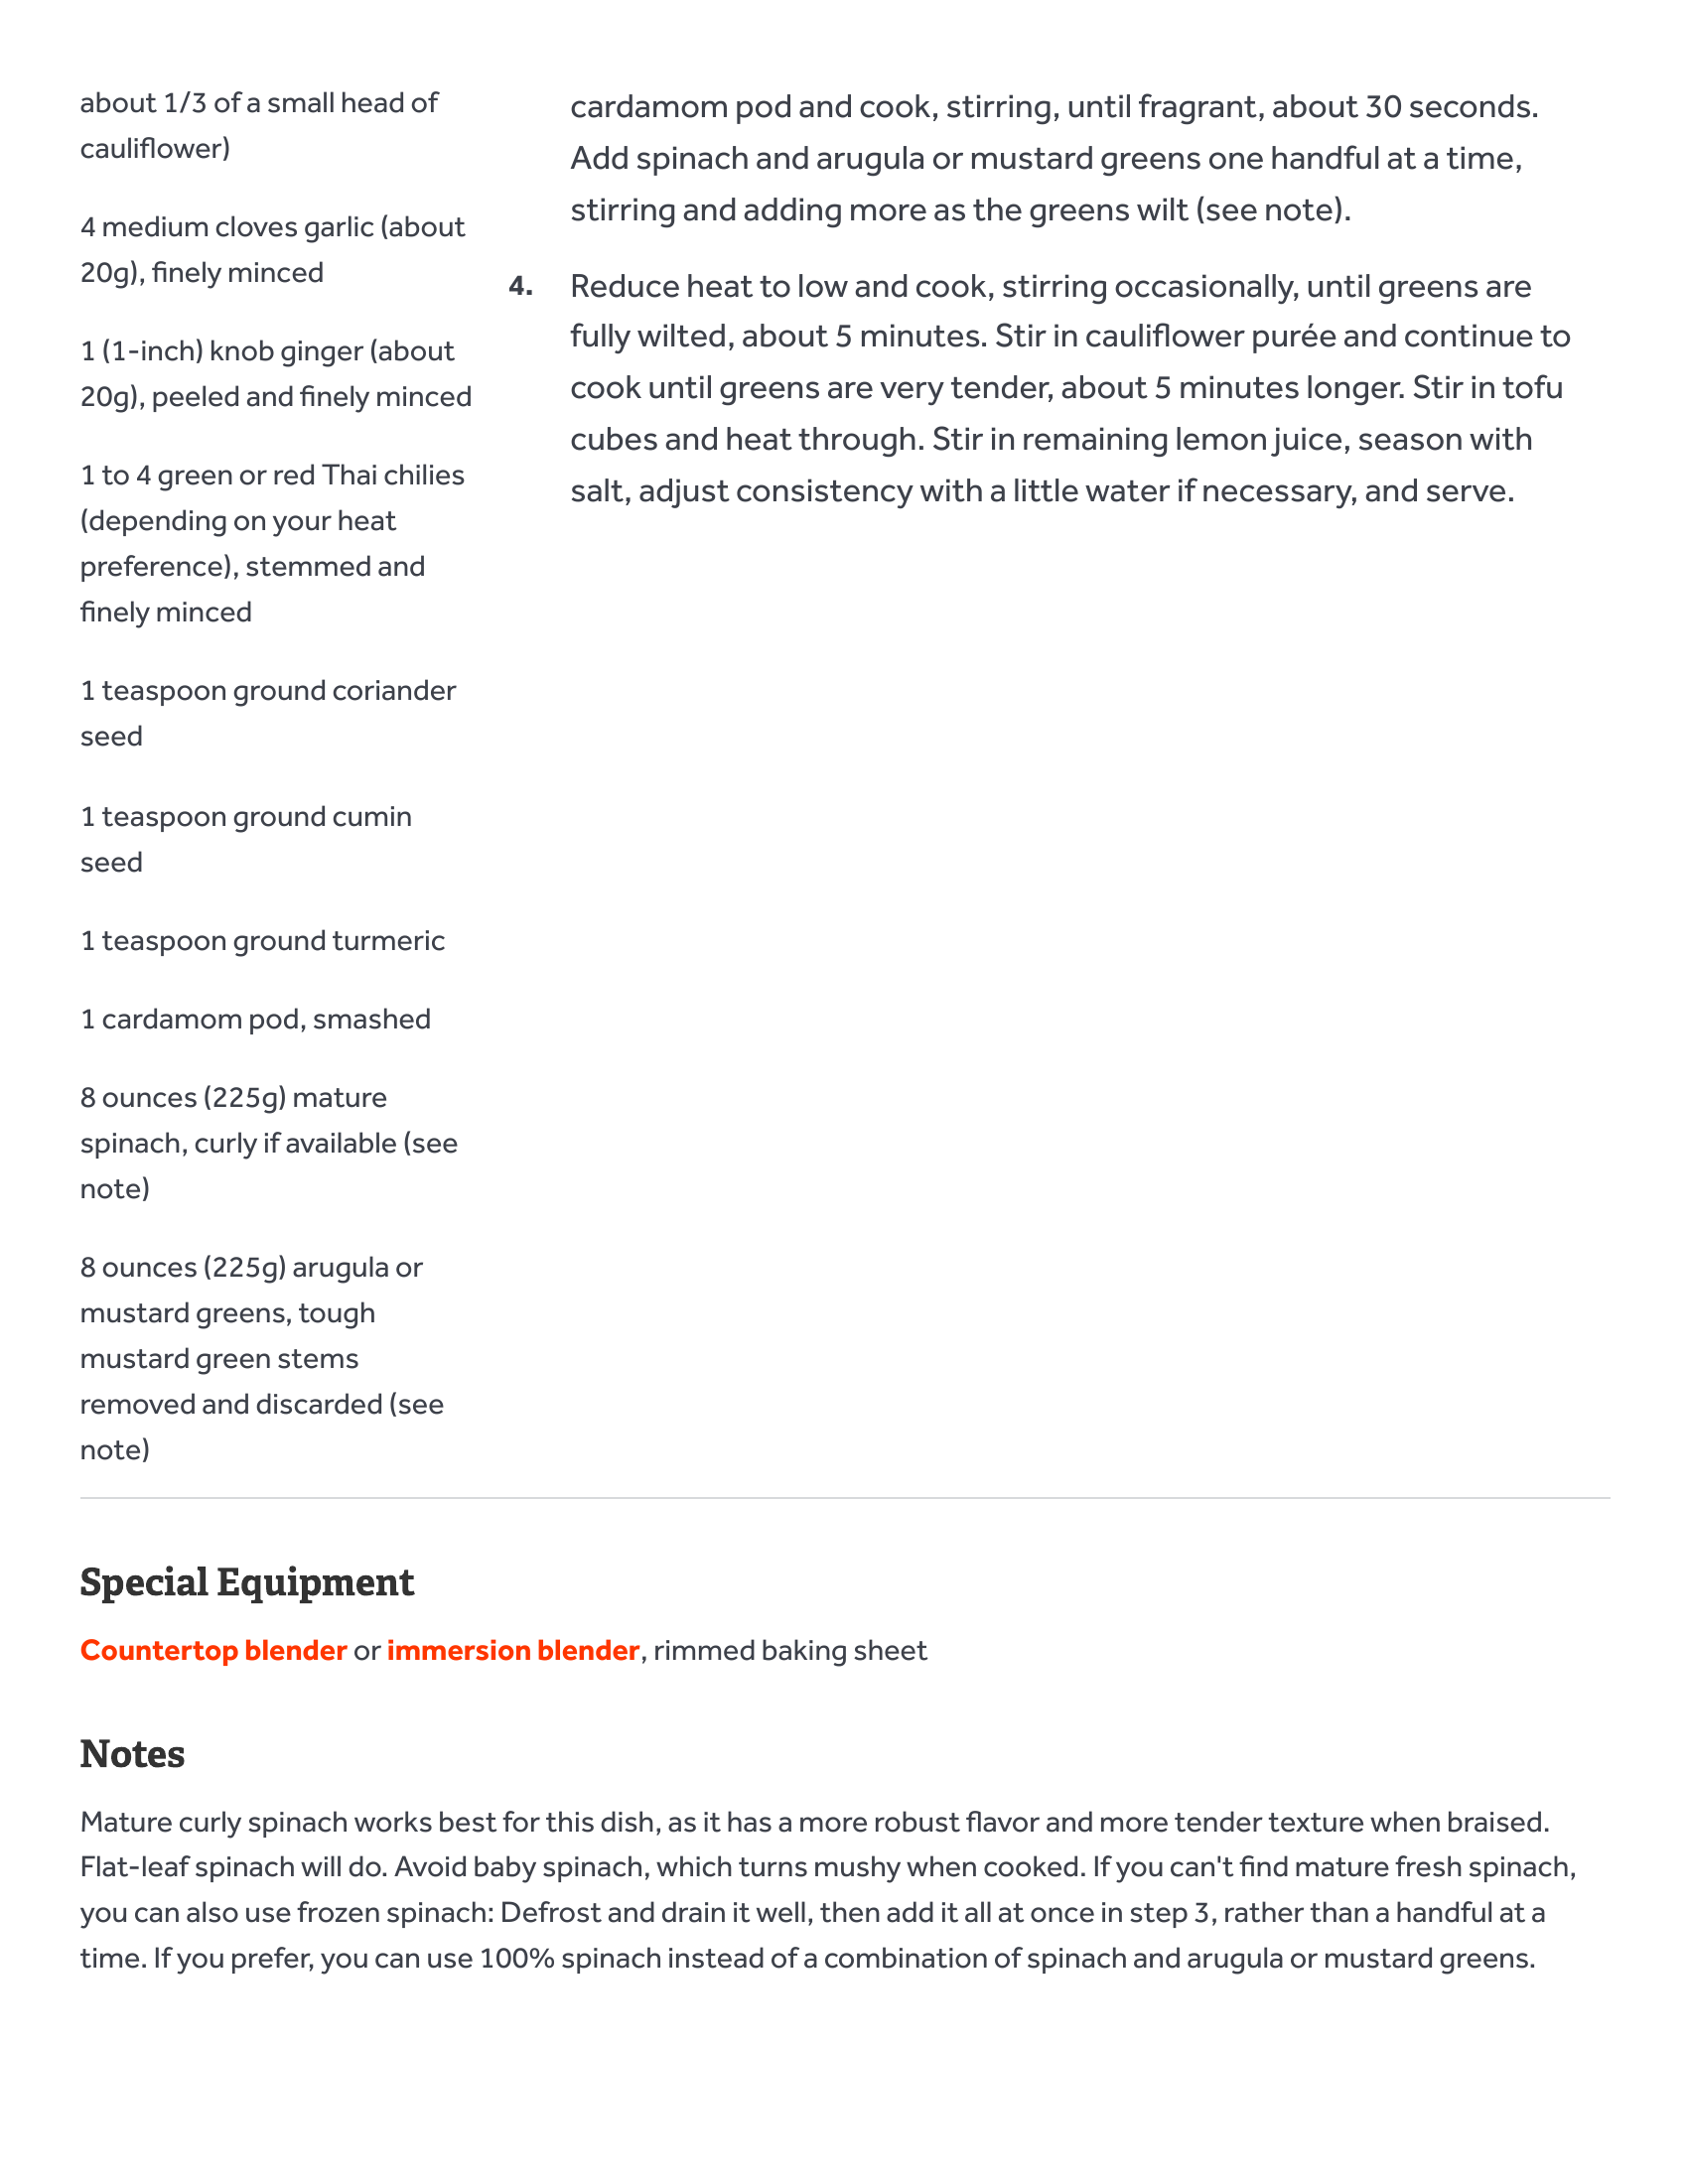 about 1/3 of a small head of
cauliflower)
4 medium cloves garlic (about
20g), finely minced
1 (1-inch) knob ginger (about
20g), peeled and finely minced
1 to 4 green or red Thai chilies
(depending on your heat
preference), stemmed and
finely minced
1 teaspoon ground coriander
seed
1 teaspoon ground cumin
seed
1 teaspoon ground turmeric
1 cardamom pod, smashed
8 ounces (225g) mature
spinach, curly if available (see
note)
8 ounces (225g) arugula or
mustard greens, tough
mustard green stems
removed and discarded (see
note)
cardamom pod and cook, stirring, until fragrant, about 30 seconds.
Add spinach and arugula or mustard greens one handful at a time,
stirring and adding more as the greens wilt (see note).
4. Reduce heat to low and cook, stirring occasionally, until greens are
fully wilted, about 5 minutes. Stir in cauliflower purée and continue to
cook until greens are very tender, about 5 minutes longer. Stir in tofu
cubes and heat through. Stir in remaining lemon juice, season with
salt, adjust consistency with a little water if necessary, and serve.
Special Equipment
Countertop blender or immersion blender, rimmed baking sheet
Notes
Mature curly spinach works best for this dish, as it has a more robust flavor and more tender texture when braised.
Flat-leaf spinach will do. Avoid baby spinach, which turns mushy when cooked. If you can't find mature fresh spinach,
you can also use frozen spinach: Defrost and drain it well, then add it all at once in step 3, rather than a handful at a
time. If you prefer, you can use 100% spinach instead of a combination of spinach and arugula or mustard greens.